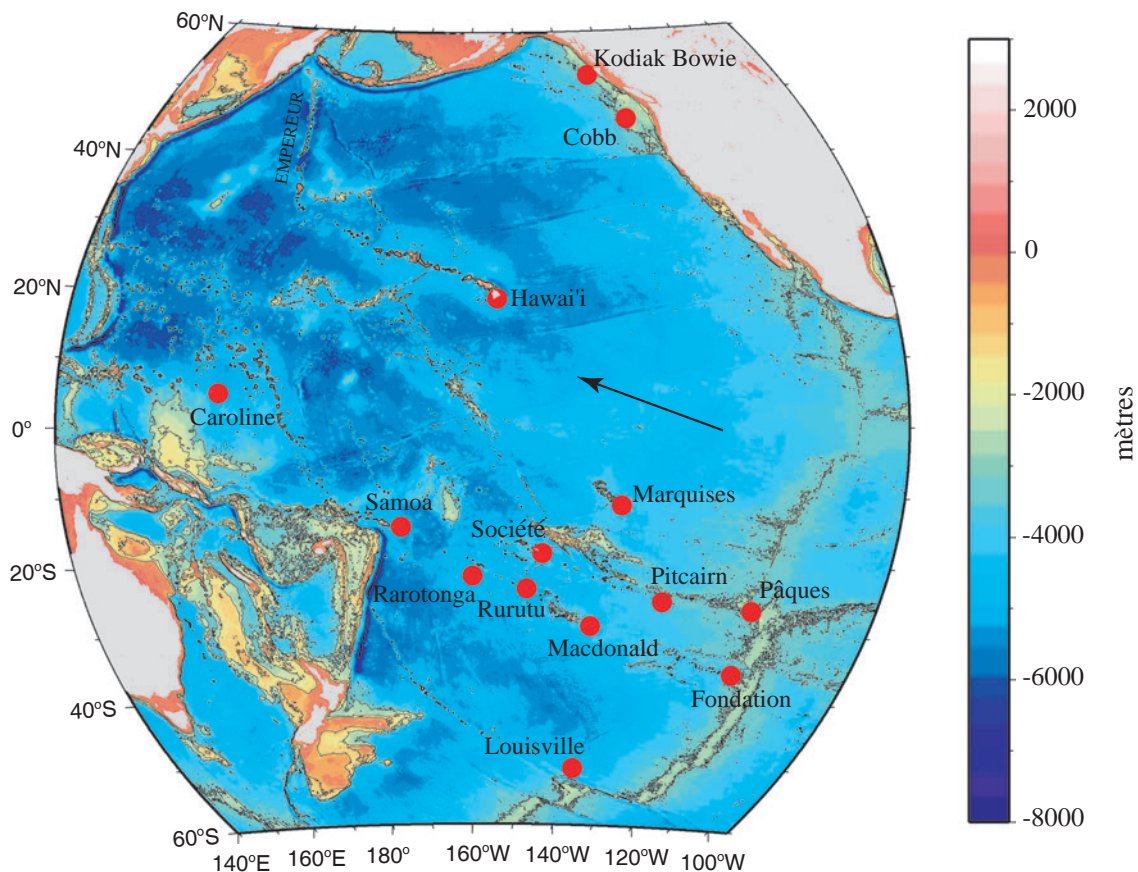 60°N
Kodiak Bowie
2000
Cobb
EMPEREUR
40°N
0
20°N
Hawai'i
-2000
Caroline
mètres
0°
Marquises
-4000
Samoa
Société
20°S
Pitcairn
Pâques
Rarotonga
Rurutu
Macdonald
-6000
Fondation
40°S
Louisville
-8000
60°S
140°E
160°E
180°
160°W
140°W
120°W
100°W